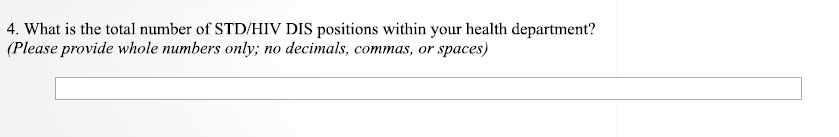 4. What is the total number of STD/HIV DIS positions within your health department?
(Please provide whole numbers only; no decimals, commas, or spaces)